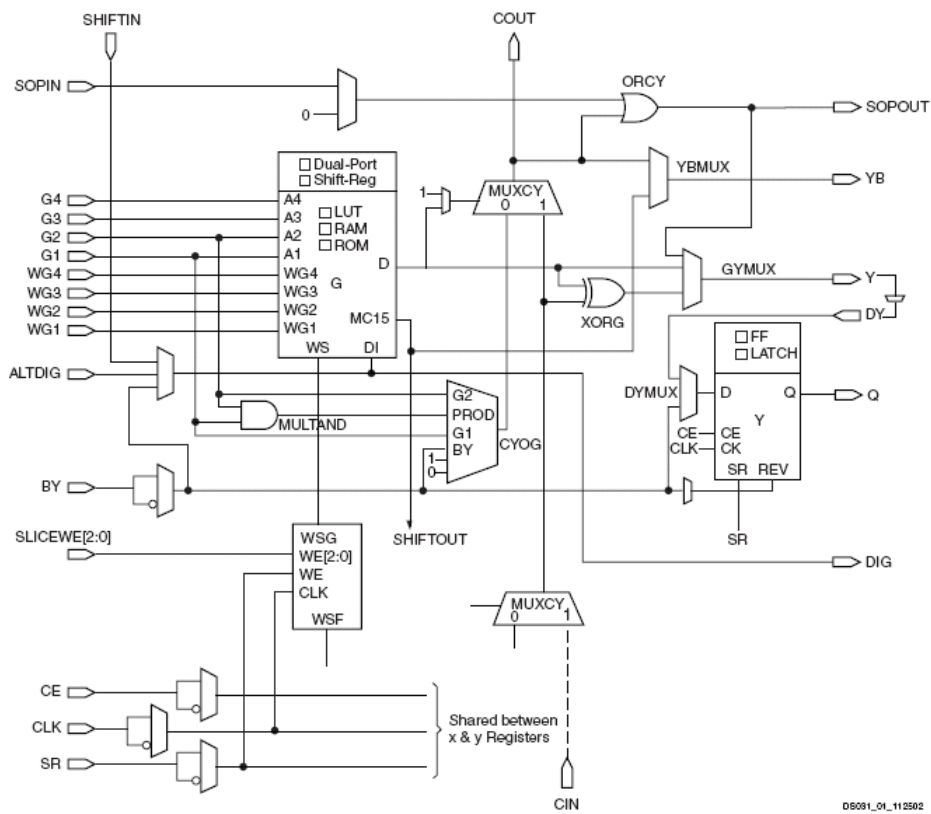 SHIFTIN
COUT
SOPIN
ORCY
0
SOPOUT
Dual-Port
Shift-Reg
YBMUX
YB
G4
A4
LUT
1
MUXCY
0 1
G3
A3
RAM
G2
A2
ROM
G1
A1
D
GYMUX
Y
WG4
WG4
G
WG3
WG3
WG2
WG2
MC15
XORG
DY
WG1
WG1
WS
DI
FF
LATCH
ALTDIG
G2
PROD
G1
BY
1
0
CYOG
MULTAND
DYMUX
D
Q
Q
Y
CE
CE
CLK
CK
SR REV
BY
SHIFTOUT
SR
SLICEWE[2:0]
WSG
WE[2:0]
WE
CLK
WSF
DIG
MUXCY
0 1
CE
CLK
SR
Shared between
x & y Registers
CIN
DS031_01_112502